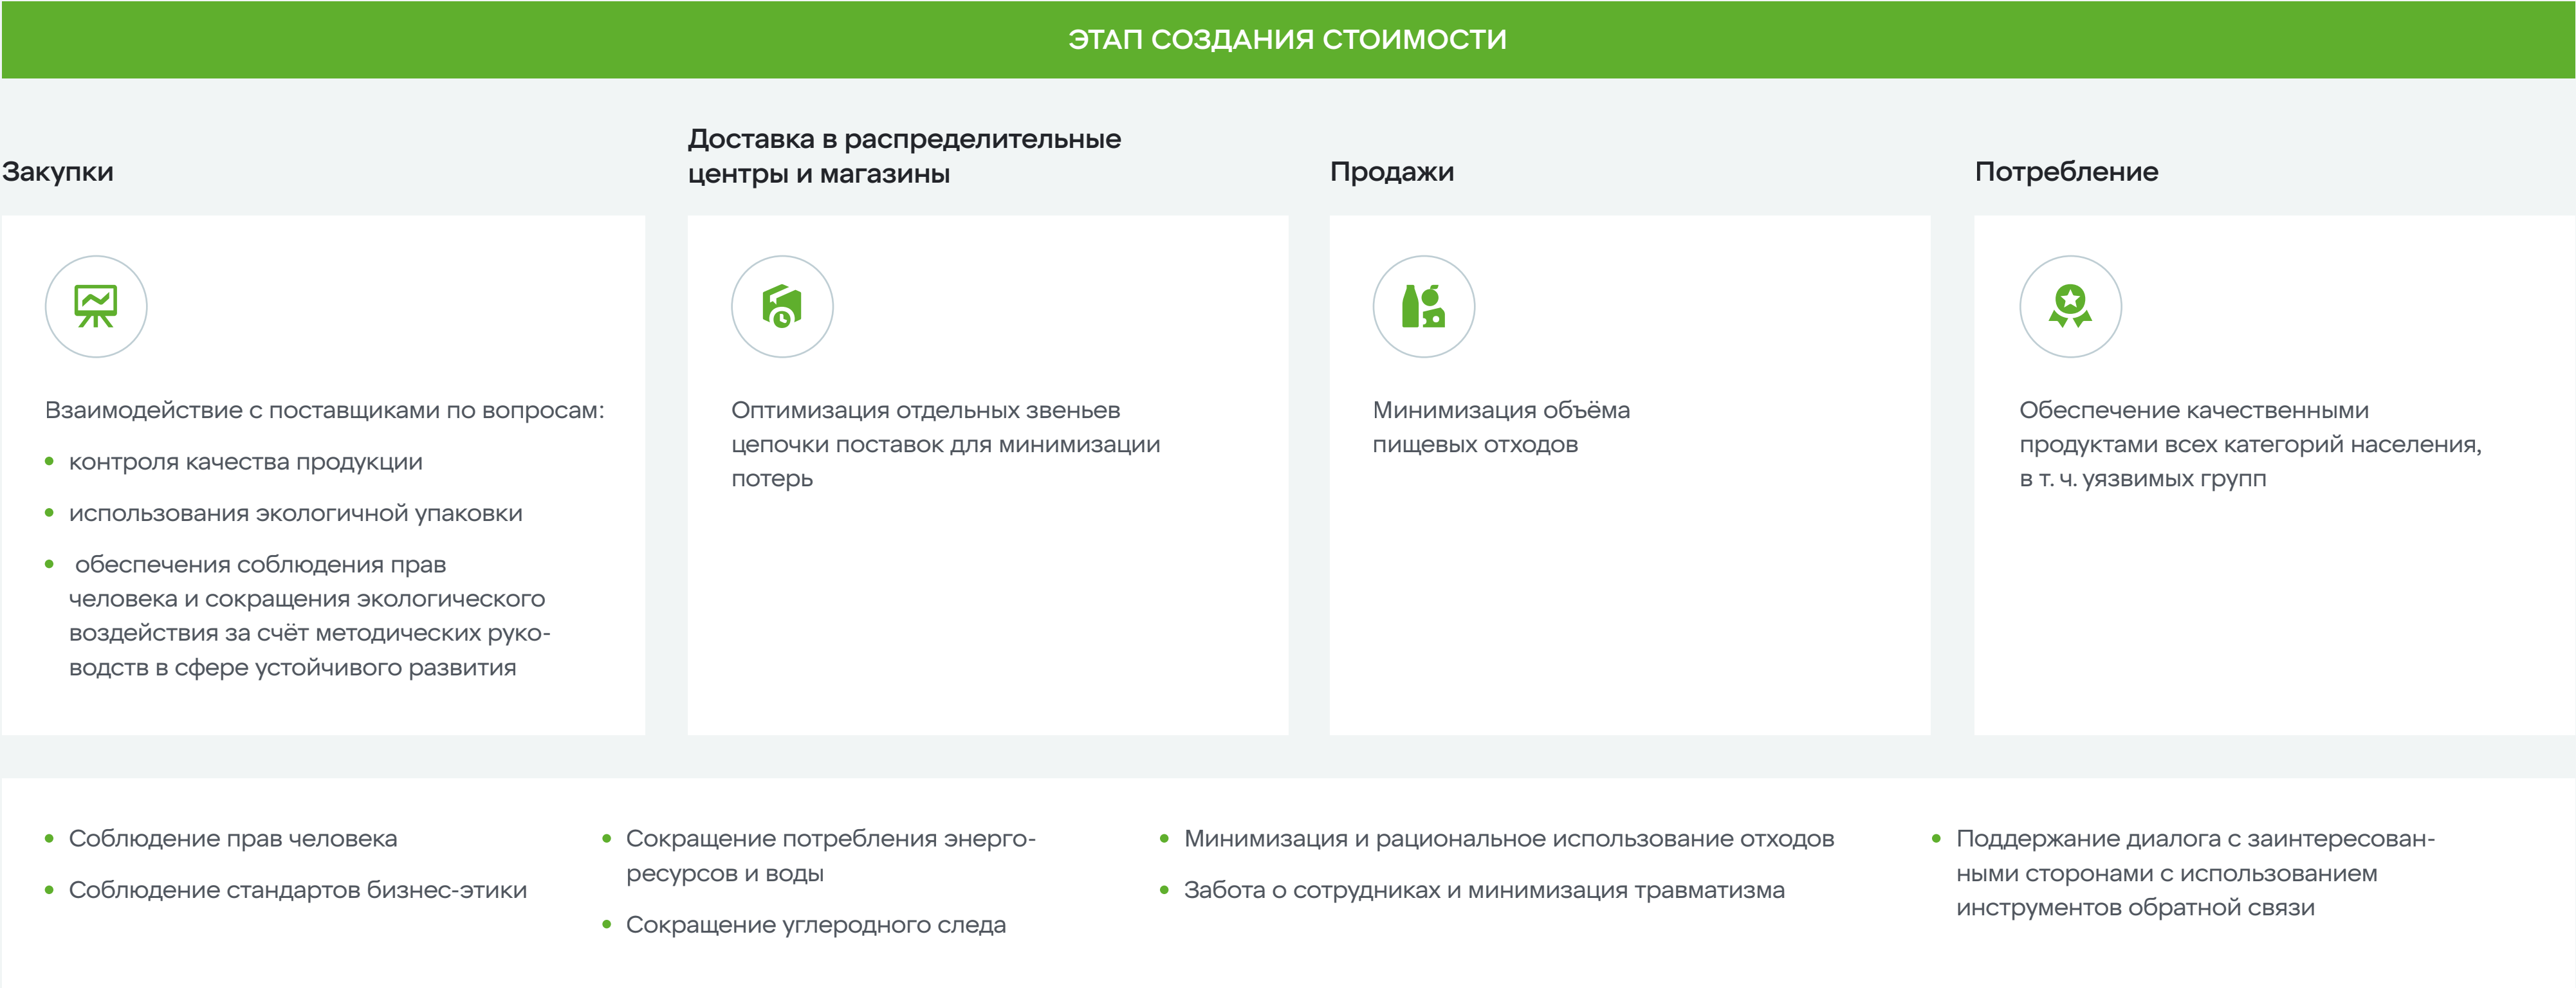 ЭТАП СОЗДАНИЯ СТОИМОСТИ
Закупки
Взаимодействие с поставщиками по вопросам:
• контроля качества продукции
• использования экологичной упаковки
• обеспечения соблюдения прав
человека и сокращения экологического
воздействия за счёт методических руко-
водств в сфере устойчивого развития
Доставка в распределительные
центры и магазины
Оптимизация отдельных звеньев
цепочки поставок для минимизации
потерь
Продажи
Минимизация объёма
пищевых отходов
Потребление
Обеспечение качественными
продуктами всех категорий населения,
в т. ч. уязвимых групп
• Соблюдение прав человека
• Соблюдение стандартов бизнес-этики
• Сокращение потребления энерго-
ресурсов и воды
• Сокращение углеродного следа
• Минимизация и рациональное использование отходов
• Забота о сотрудниках и минимизация травматизма
• Поддержание диалога с заинтересован-
ными сторонами с использованием
инструментов обратной связи